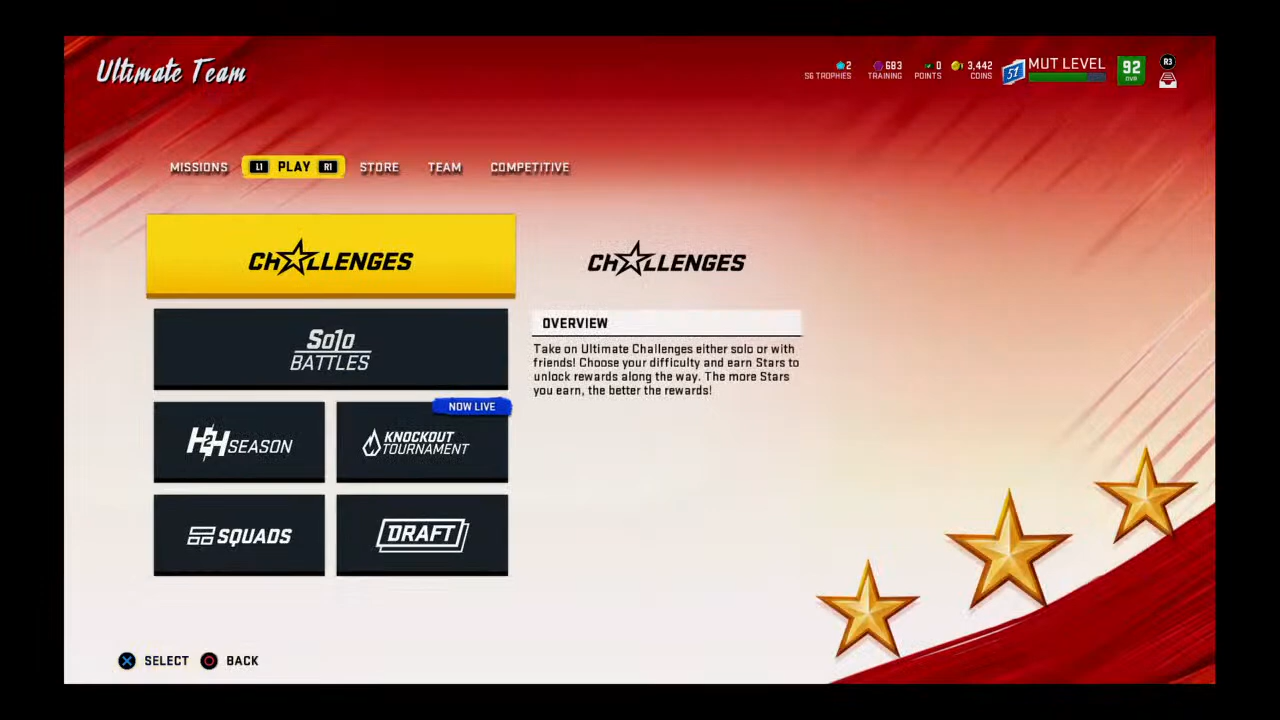 Ultimate Team
2
S6 TROPHIES
683
TRAINING
0
POINTS
3,442
COINS
51
MUT LEVEL
92
OVR
R3
MISSIONS
L1 PLAY R1
STORE
TEAM
COMPETITIVE
CHALLENGES
Solo
BATTLES
H2H SEASON
NOW LIVE
KNOCKOUT
TOURNAMENT
SQUADS
DRAFT
CHALLENGES
OVERVIEW
Take on Ultimate Challenges either solo or with
friends! Choose your difficulty and earn Stars to
unlock rewards along the way. The more Stars
you earn, the better the rewards!
SELECT
BACK